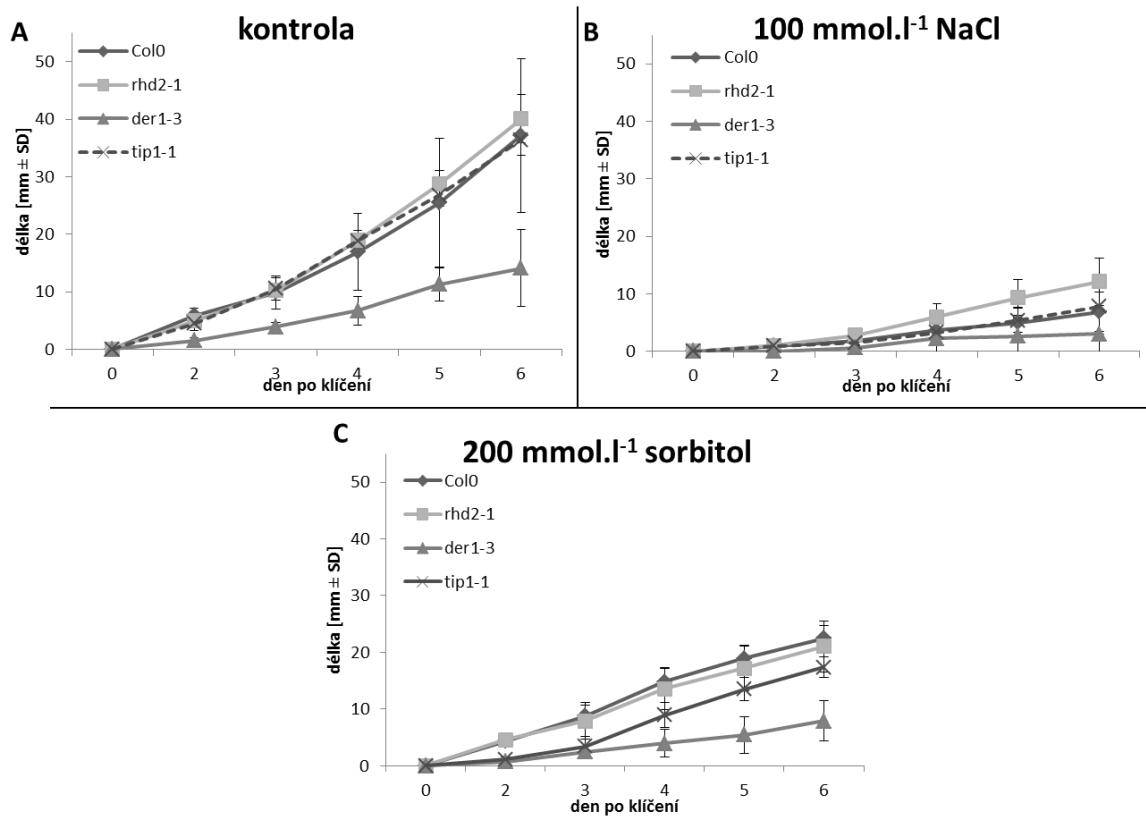 A
kontrola
Col0
rhd2-1
der1-3
tip1-1
délka [mm ± SD]
50
40
30
20
10
0
0 2 3 4 5 6
den po klíčení
B
100 mmol.l⁻¹ NaCl
Col0
rhd2-1
der1-3
tip1-1
délka [mm ± SD]
50
40
30
20
10
0
0 2 3 4 5 6
den po klíčení
C
200 mmol.l⁻¹ sorbitol
Col0
rhd2-1
der1-3
tip1-1
délka [mm ± SD]
50
40
30
20
10
0
0 2 3 4 5 6
den po klíčení